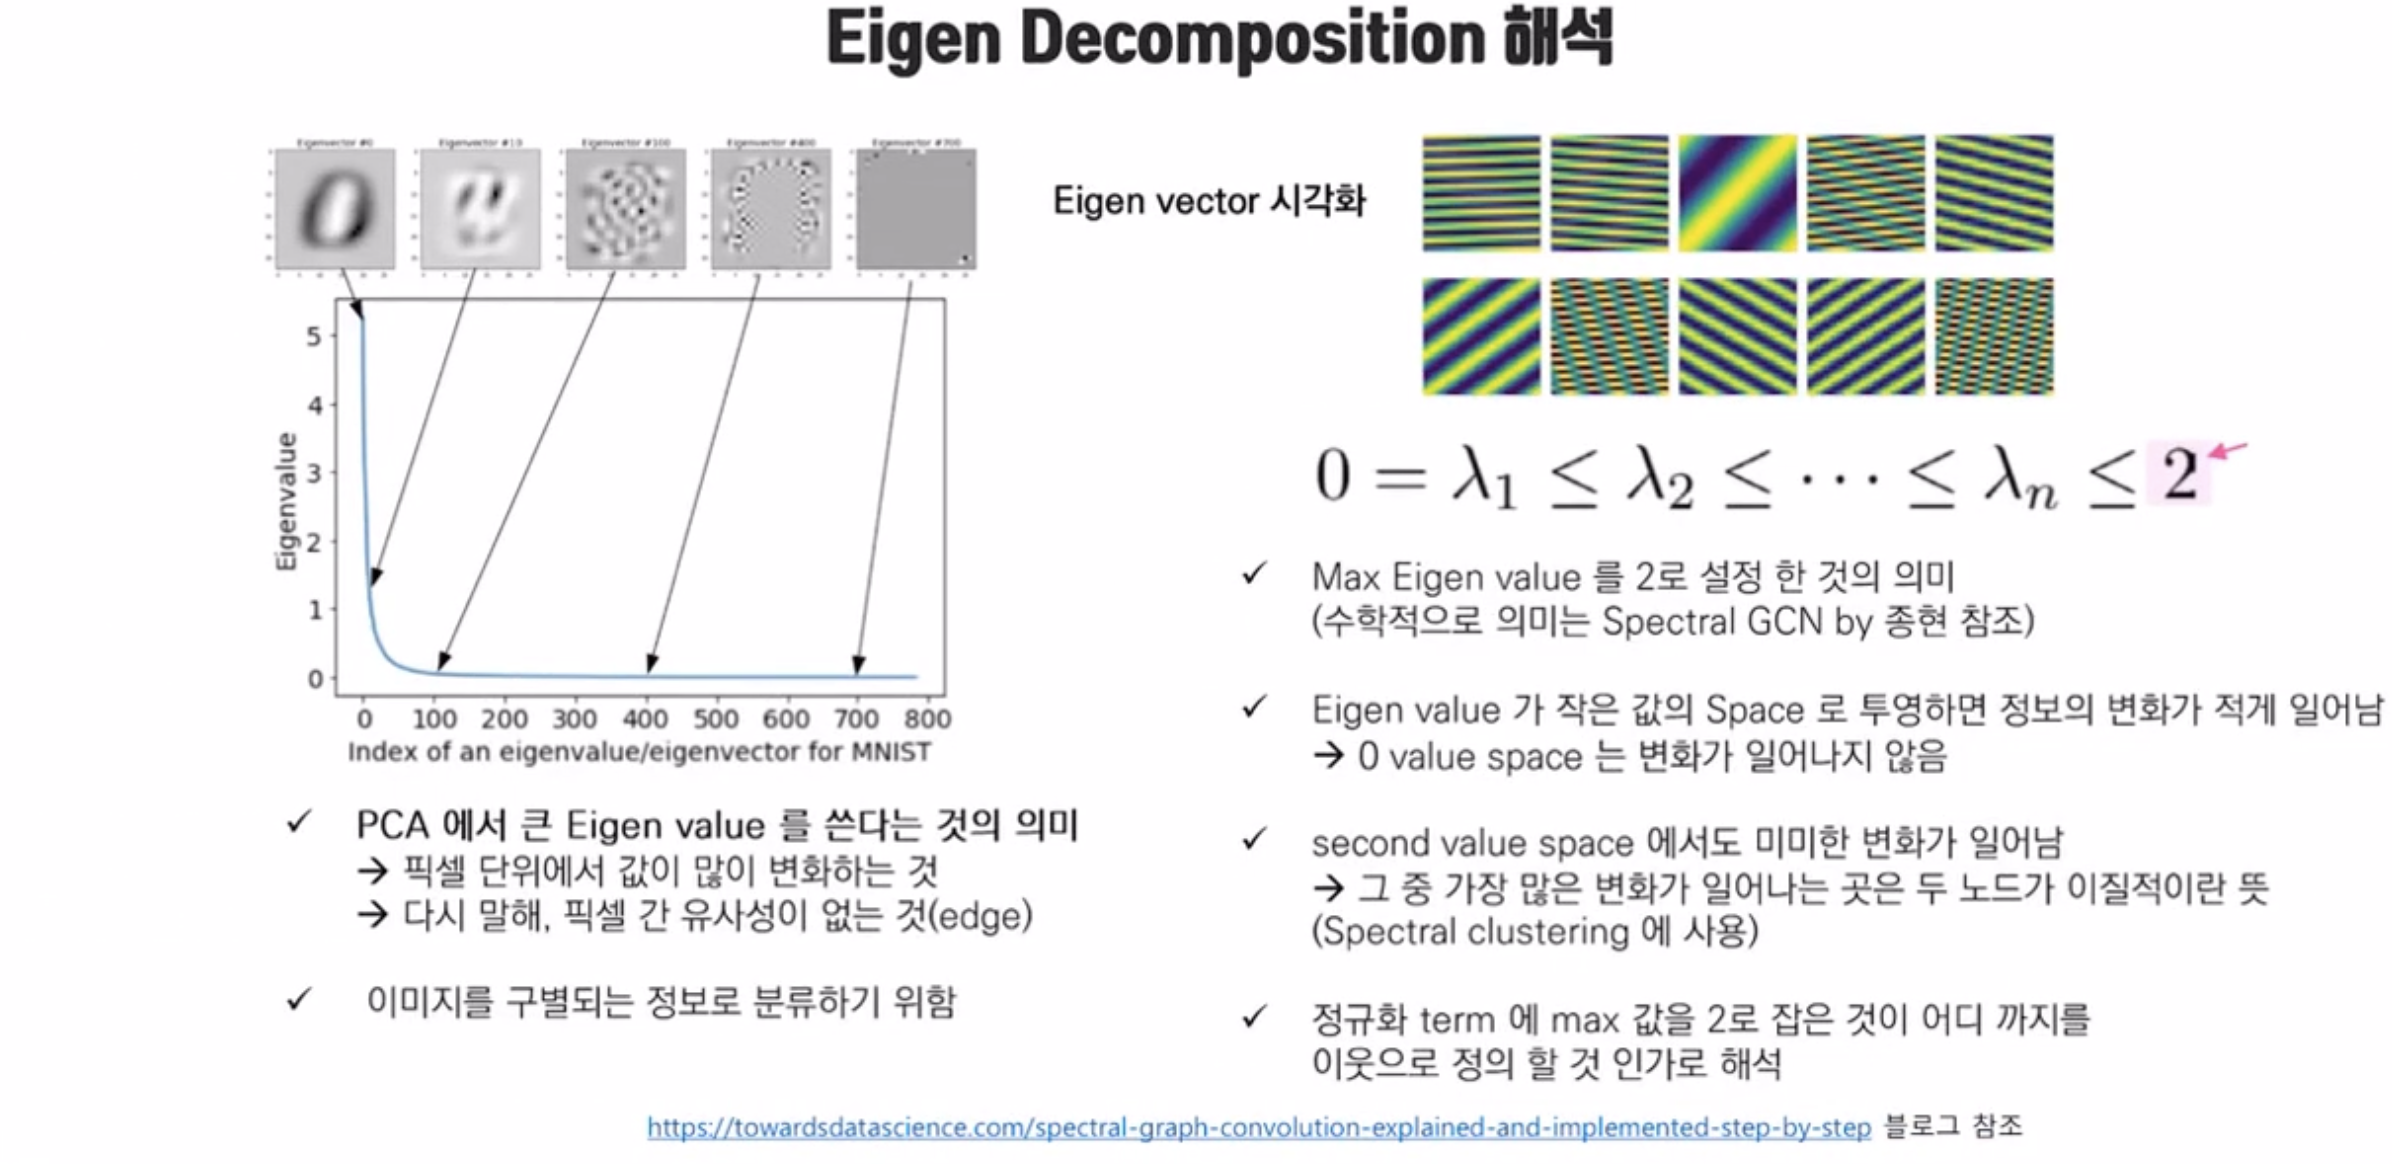 Eigen Decomposition 해석
Eigenvector #0
Eigenvector #13
Eigenvector #100
Eigenvector #400
Eigenvector #700
Eigenvalue
5
4
3
2
1
0
0 100 200 300 400 500 600 700 800
Index of an eigenvalue/eigenvector for MNIST
✓ PCA 에서 큰 Eigen value 를 쓴다는 것의 의미
→ 픽셀 단위에서 값이 많이 변화하는 것
→ 다시 말해, 픽셀 간 유사성이 없는 것(edge)
✓ 이미지를 구별되는 정보로 분류하기 위함
Eigen vector 시각화
0 = λ₁ ≤ λ₂ ≤ ⋯ ≤ λₙ ≤ 2
✓ Max Eigen value 를 2로 설정 한 것의 의미
(수학적으로 의미는 Spectral GCN by 종현 참조)
✓ Eigen value 가 작은 값의 Space 로 투영하면 정보의 변화가 적게 일어남
→ 0 value space 는 변화가 일어나지 않음
✓ second value space 에서도 미미한 변화가 일어남
→ 그 중 가장 많은 변화가 일어나는 곳은 두 노드가 이질적이란 뜻
(Spectral clustering 에 사용)
✓ 정규화 term 에 max 값을 2로 잡은 것이 어디 까지를
이웃으로 정의 할 것 인가로 해석
https://towardsdatascience.com/spectral-graph-convolution-explained-and-implemented-step-by-step 블로그 참조